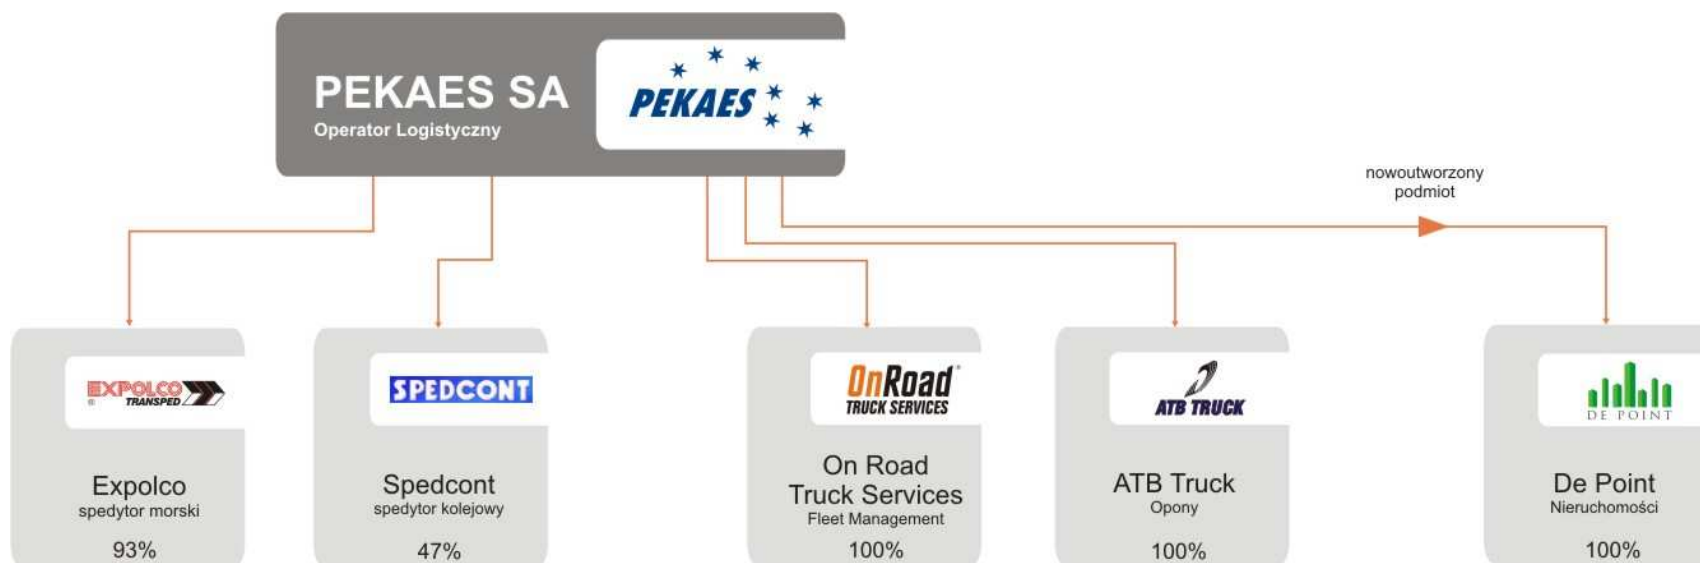 PEKAES SA
Operator Logistyczny
PEKAES
nowoutworzony
podmiot
EXPOLCO
®
TRANSPED
Expolco
spedytor morski
93%
SPEDCONT
Spedcont
spedytor kolejowy
47%
OnRoad®
TRUCK SERVICES
On Road
Truck Services
Fleet Management
100%
ATB TRUCK
ATB Truck
Opony
100%
DE POINT
De Point
Nieruchomości
100%